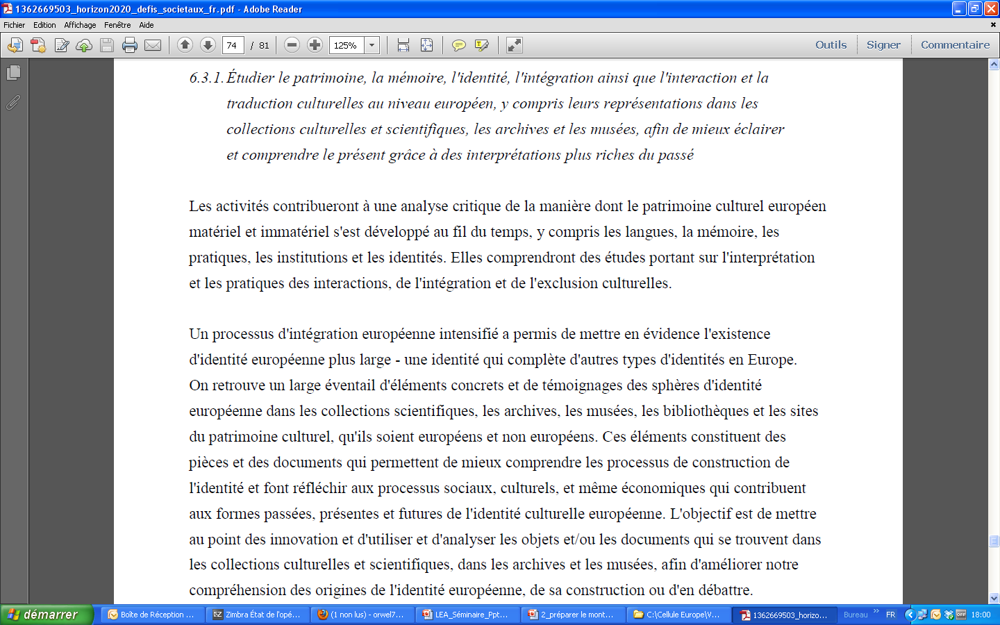 1362669503_horizon2020_defis_societaux_fr.pdf - Adobe Reader
Fichier Edition Affichage Fenêtre Aide
74 / 81 125% Outils Signer Commentaire
6.3.1. Étudier le patrimoine, la mémoire, l'identité, l'intégration ainsi que l'interaction et la
traduction culturelles au niveau européen, y compris leurs représentations dans les
collections culturelles et scientifiques, les archives et les musées, afin de mieux éclairer
et comprendre le présent grâce à des interprétations plus riches du passé
Les activités contribueront à une analyse critique de la manière dont le patrimoine culturel européen
matériel et immatériel s'est développé au fil du temps, y compris les langues, la mémoire, les
pratiques, les institutions et les identités. Elles comprendront des études portant sur l'interprétation
et les pratiques des interactions, de l'intégration et de l'exclusion culturelles.
Un processus d'intégration européenne intensifié a permis de mettre en évidence l'existence
d'identité européenne plus large - une identité qui complète d'autres types d'identités en Europe.
On retrouve un large éventail d'éléments concrets et de témoignages des sphères d'identité
européenne dans les collections scientifiques, les archives, les musées, les bibliothèques et les sites
du patrimoine culturel, qu'ils soient européens et non européens. Ces éléments constituent des
pièces et des documents qui permettent de mieux comprendre les processus de construction de
l'identité et font réfléchir aux processus sociaux, culturels, et même économiques qui contribuent
aux formes passées, présentes et futures de l'identité culturelle européenne. L'objectif est de mettre
au point des innovation et d'utiliser et d'analyser les objets et/ou les documents qui se trouvent dans
les collections culturelles et scientifiques, dans les archives et les musées, afin d'améliorer notre
compréhension des origines de l'identité européenne, de sa construction ou d'en débattre.
démarrer Boîte de Réception ... Zimbra État de l'opé... (1 non lus) - orwel7... LEA_Séminaire_Ppt... 2_préparer le mont... C:\Cellule Europe\V... 1362669503_horizo... Bureau » FR OFF 18:00